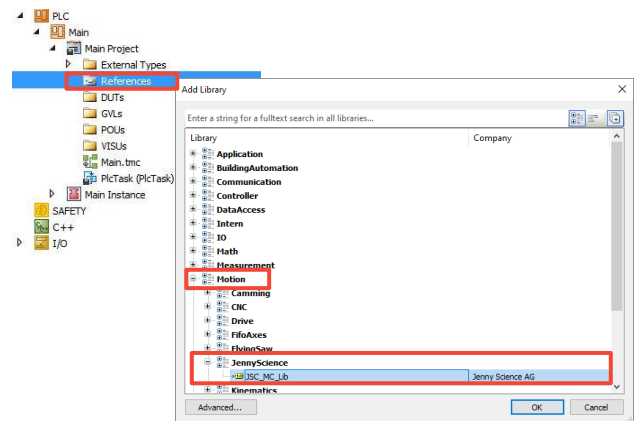 PLC
Main
Main Project
External Types
References
DUTs
GVLs
POUs
VISUs
Main.tmc
PlcTask (PlcTask)
Main Instance
SAFETY
C++
I/O
Add Library
Enter a string for a fulltext search in all libraries...
Library Company
Application
BuildingAutomation
Communication
Controller
DataAccess
Intern
IO
Math
Measurement
Motion
Camming
CNC
Drive
FifoAxes
FlyingSaw
JennyScience
JSC_MC_Lib Jenny Science AG
Kinematics
Advanced... OK Cancel